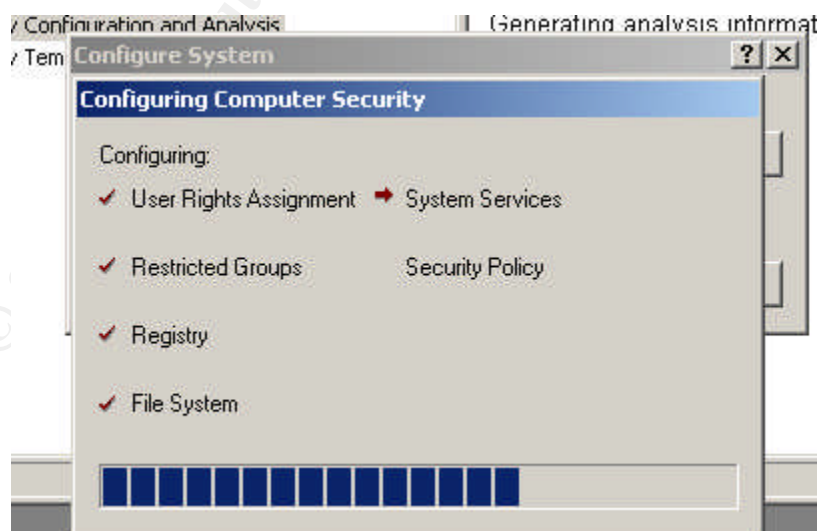 y Configuration and Analysis
Generating analysis informat
y Tem
Configure System
Configuring Computer Security
Configuring:
User Rights Assignment
System Services
Restricted Groups
Security Policy
Registry
File System